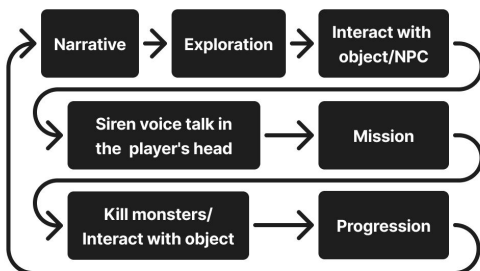 Narrative
Exploration
Interact with
object/NPC
Siren voice talk in
the player's head
Mission
Kill monsters/
Interact with object
Progression